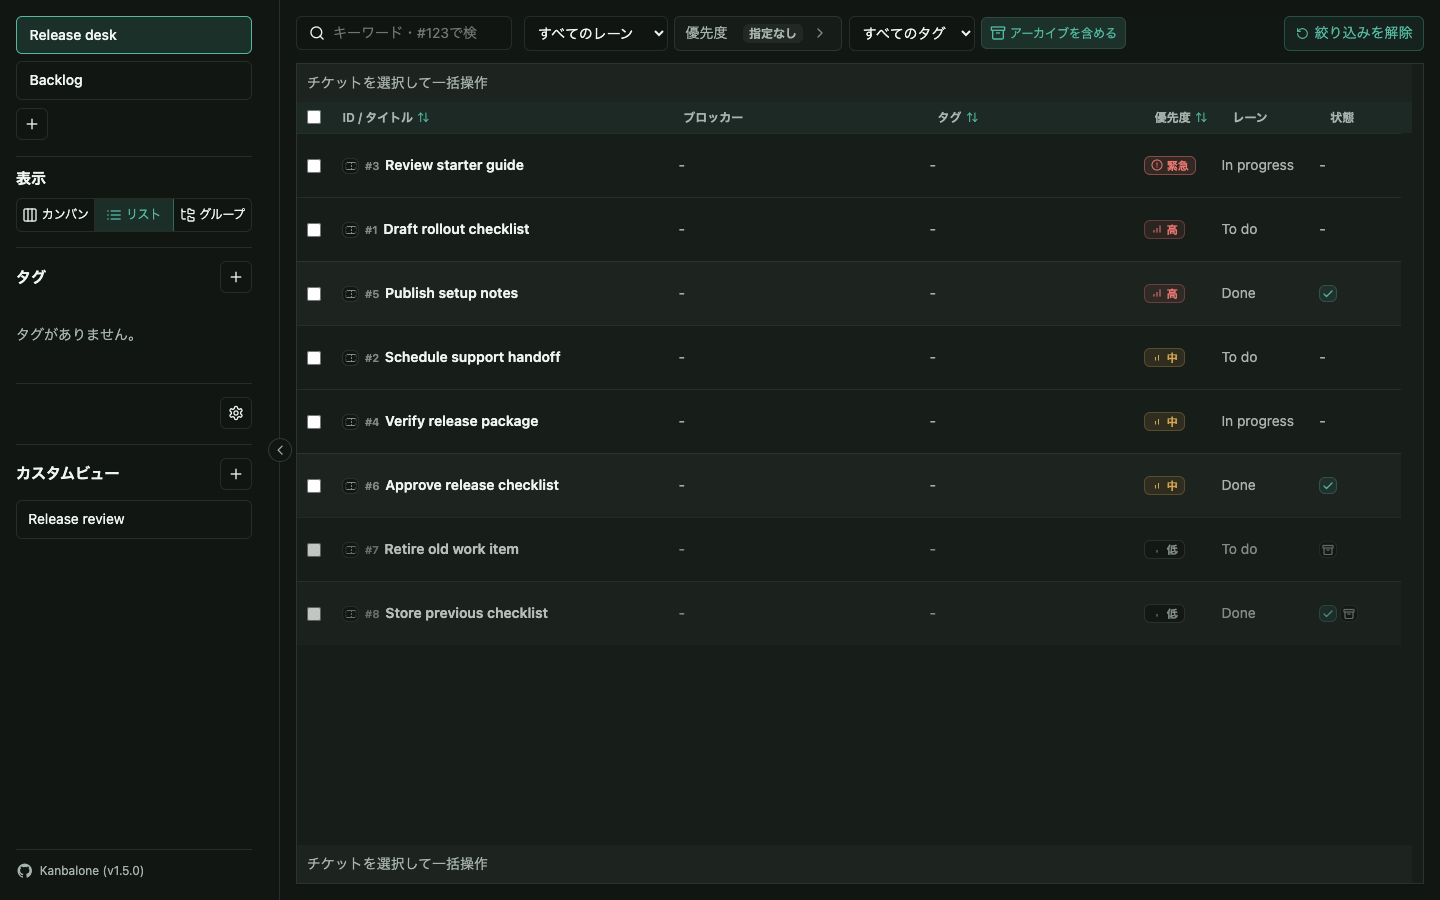 Release desk
Backlog
表示
カンバン リスト グループ
タグ
タグがありません。
カスタムビュー
Release review
Kanbalone (v1.5.0)
キーワード・#123で検 すべてのレーン 優先度 指定なし すべてのタグ アーカイブを含める 絞り込みを解除
チケットを選択して一括操作
ID / タイトル ブロッカー タグ 優先度 レーン 状態
#3 Review starter guide - - 緊急 In progress -
#1 Draft rollout checklist - - 高 To do -
#5 Publish setup notes - - 高 Done
#2 Schedule support handoff - - 中 To do -
#4 Verify release package - - 中 In progress -
#6 Approve release checklist - - 中 Done
#7 Retire old work item - - 低 To do
#8 Store previous checklist - - 低 Done
チケットを選択して一括操作